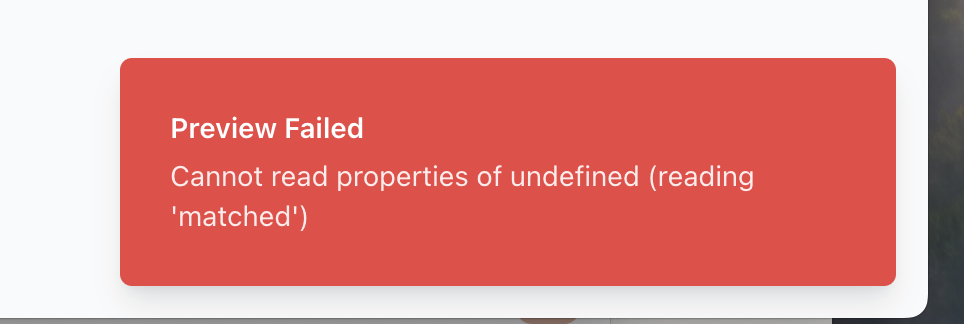 Preview Failed
Cannot read properties of undefined (reading
'matched')